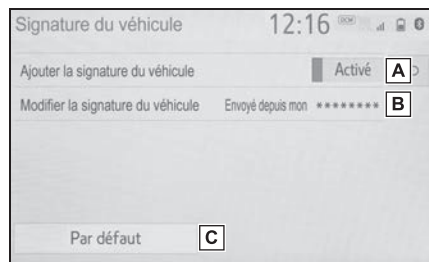 Signature du véhicule 12:16
Ajouter la signature du véhicule Activé A
Modifier la signature du véhicule Envoyé depuis mon ******** B
Par défaut C